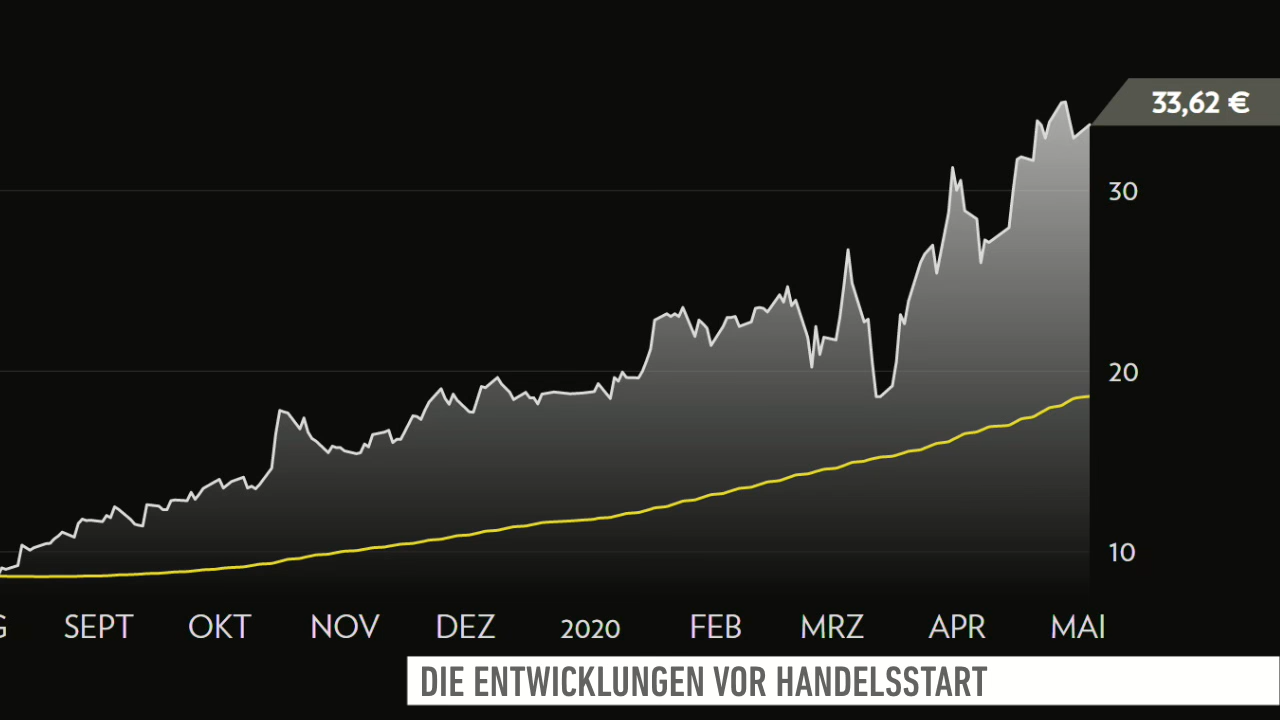 33,62 €
30
20
10
G SEPT OKT NOV DEZ 2020 FEB MRZ APR MAI
DIE ENTWICKLUNGEN VOR HANDELSSTART